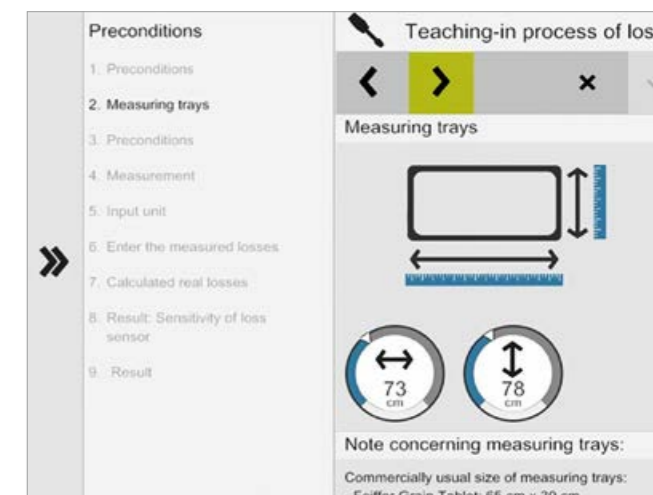 Preconditions
1. Preconditions
2. Measuring trays
3. Preconditions
4. Measurement
5. Input unit
6. Enter the measured losses
7. Calculated real losses
8. Result: Sensitivity of loss
sensor
9. Result
Teaching-in process of los
Measuring trays
73
cm
78
cm
Note concerning measuring trays:
Commercially usual size of measuring trays: